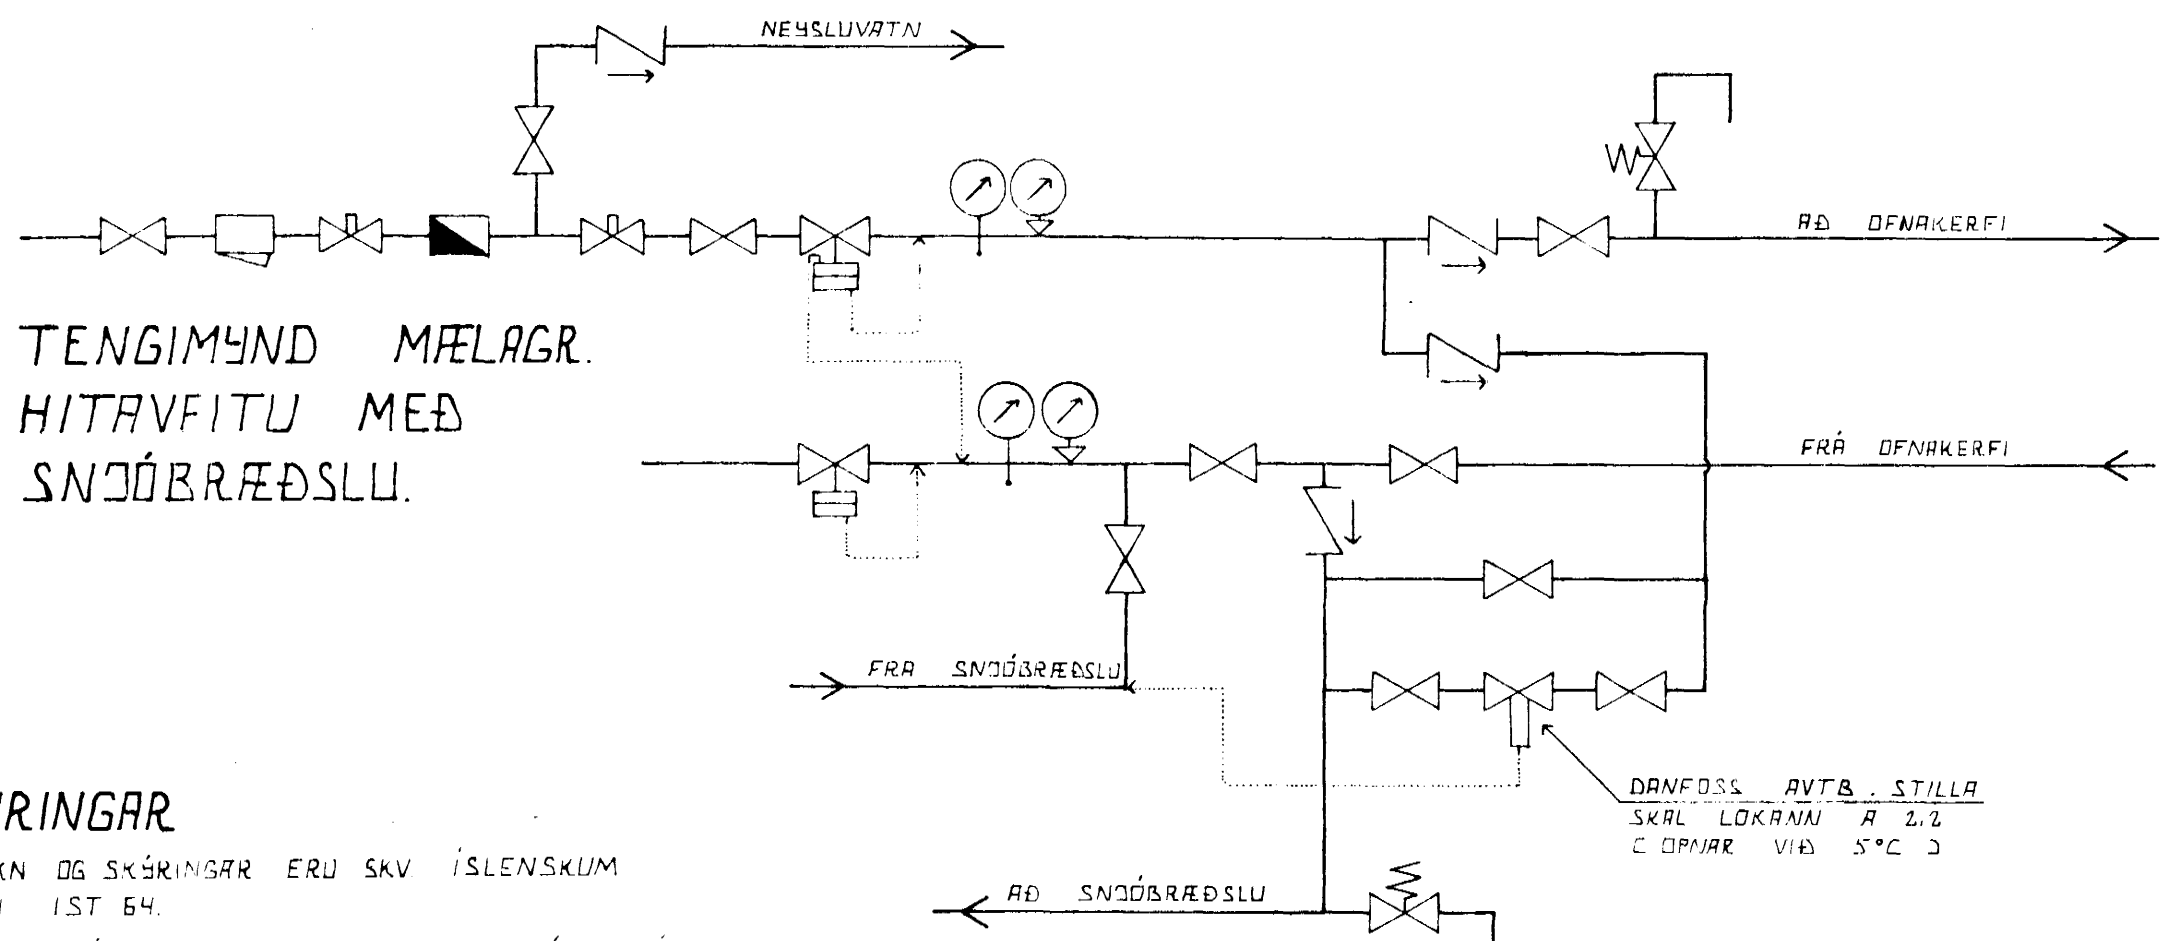 NEYSLUVATN
AÐ OFNAKERFI
TENGIMYND MÆLAGR.
HITAVEITU MEÐ
SNJÓBRÆÐSLU.
FRÁ OFNAKERFI
FRA SNJÓBRÆÐSLU
DANFOSS AVTB. STILLA
SKAL LOKANN A 2.2
( OPNAR VIÐ 5°C )
RINGAR
KN OG SKÝRINGAR ERU SKV. ÍSLENSKUM
IST 64.
AÐ SNJÓBRÆÐSLU